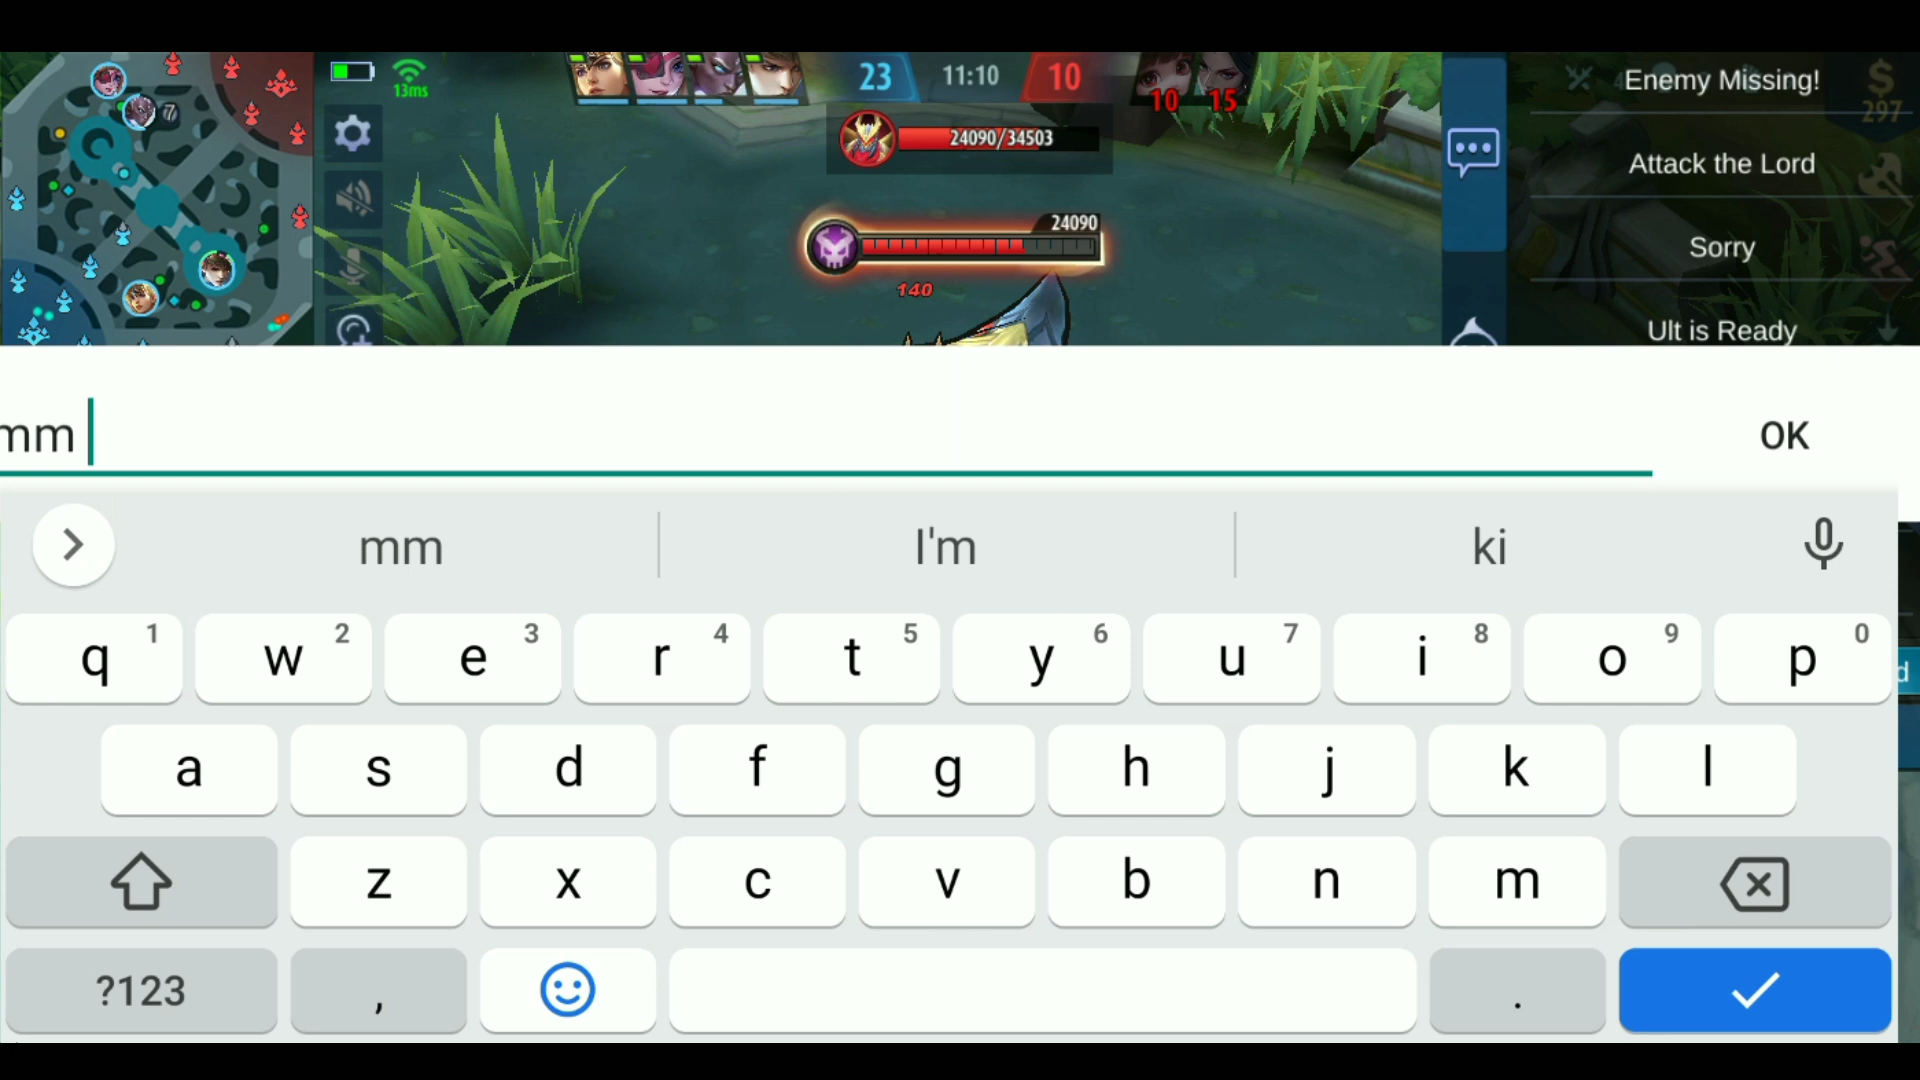 13ms
7
23 11:10 10
10 15
24090/34503
24090
140
297
Enemy Missing!
Attack the Lord
Sorry
Ult is Ready
mm
OK
mm I'm ki
q 1 w 2 e 3 r 4 t 5 y 6 u 7 i 8 o 9 p 0
a s d f g h j k l
z x c v b n m
?123 , .